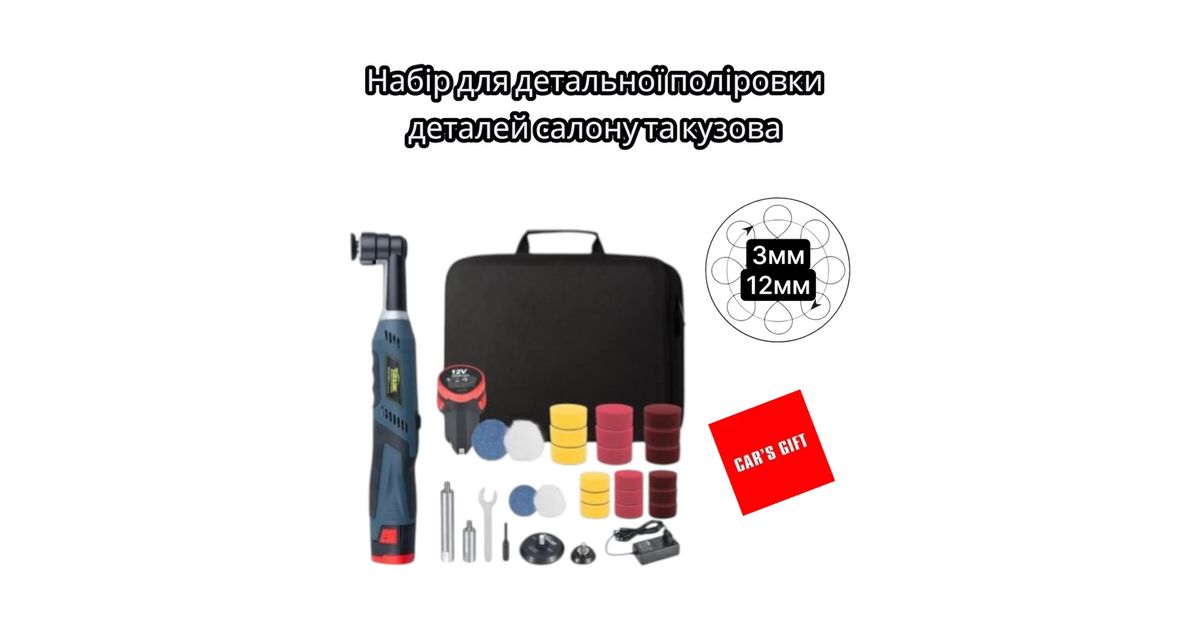 Набір для детальної поліровки
деталей салону та кузова
3мм
12мм
12V
CAR'S GIFT